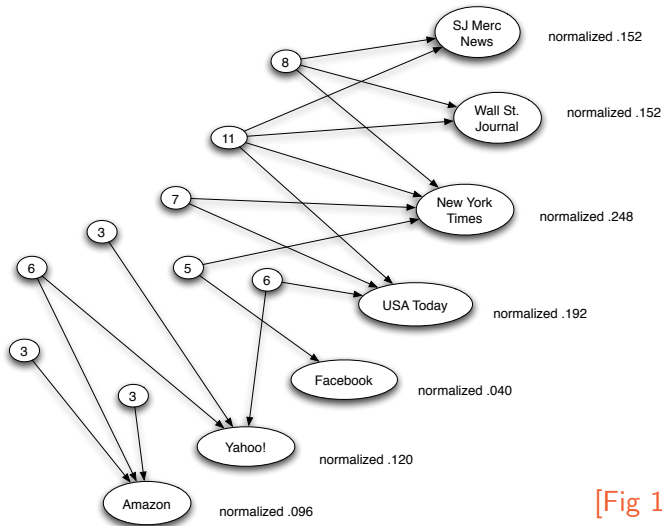 SJ Merc
News
normalized .152
8
Wall St.
Journal
normalized .152
11
7
New York
Times
normalized .248
3
6
5
6
USA Today
normalized .192
3
Facebook
normalized .040
3
Yahoo!
normalized .120
Amazon
normalized .096
[Fig 1